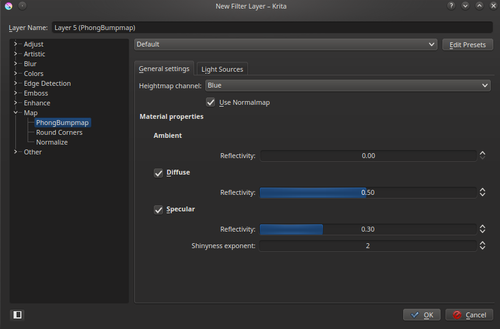 New Filter Layer – Krita
Layer Name: Layer 5 (PhongBumpmap)
Adjust
Artistic
Blur
Colors
Edge Detection
Emboss
Enhance
Map
PhongBumpmap
Round Corners
Normalize
Other
Default
Edit Presets
General settings
Light Sources
Heightmap channel: Blue
Use Normalmap
Material properties
Ambient
Reflectivity: 0.00
Diffuse
Reflectivity: 0.50
Specular
Reflectivity: 0.30
Shinyness exponent: 2
OK
Cancel